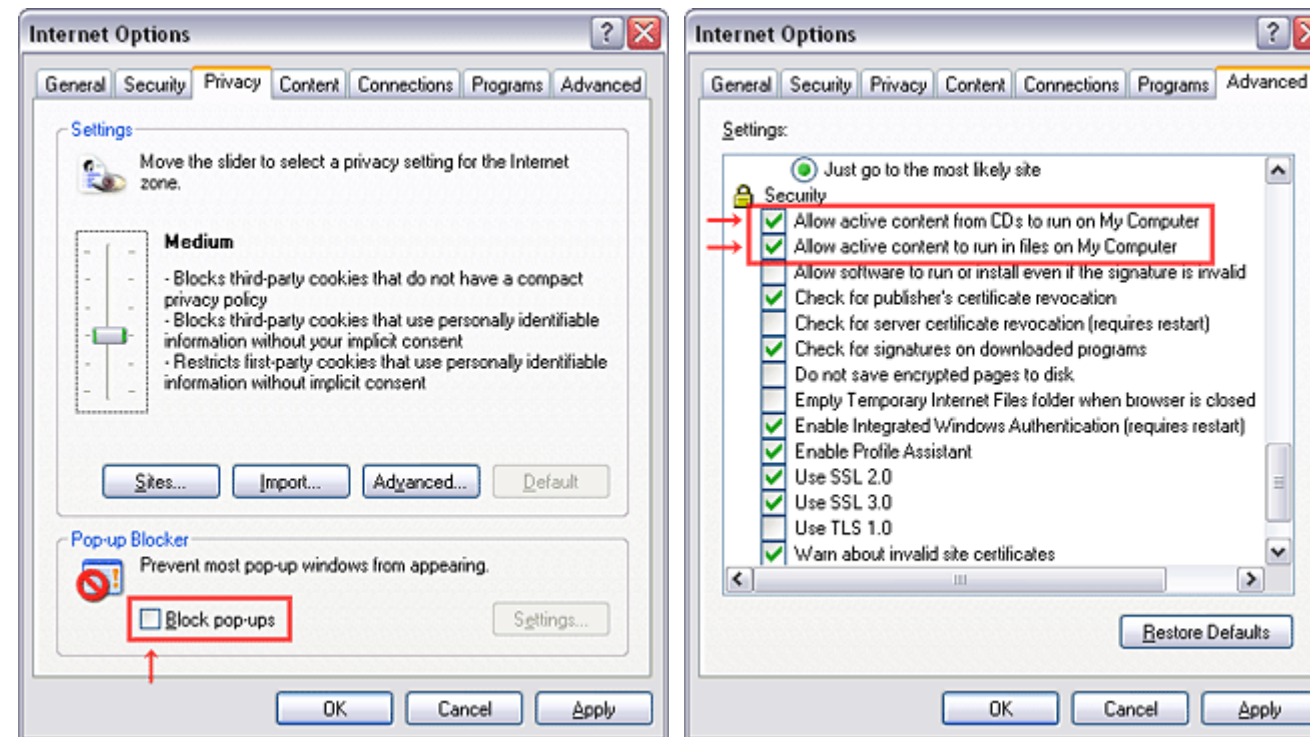 Internet Options
General Security Privacy Content Connections Programs Advanced
Settings
Move the slider to select a privacy setting for the Internet
zone.
Medium
- Blocks third-party cookies that do not have a compact
privacy policy
- Blocks third-party cookies that use personally identifiable
information without your implicit consent
- Restricts first-party cookies that use personally identifiable
information without implicit consent
Sites... Import... Advanced... Default
Pop-up Blocker
Prevent most pop-up windows from appearing.
Block pop-ups Settings...
OK Cancel Apply
Internet Options
General Security Privacy Content Connections Programs Advanced
Settings:
Just go to the most likely site
Security
Allow active content from CDs to run on My Computer
Allow active content to run in files on My Computer
Allow software to run or install even if the signature is invalid
Check for publisher's certificate revocation
Check for server certificate revocation (requires restart)
Check for signatures on downloaded programs
Do not save encrypted pages to disk
Empty Temporary Internet Files folder when browser is closed
Enable Integrated Windows Authentication (requires restart)
Enable Profile Assistant
Use SSL 2.0
Use SSL 3.0
Use TLS 1.0
Warn about invalid site certificates
Restore Defaults
OK Cancel Apply